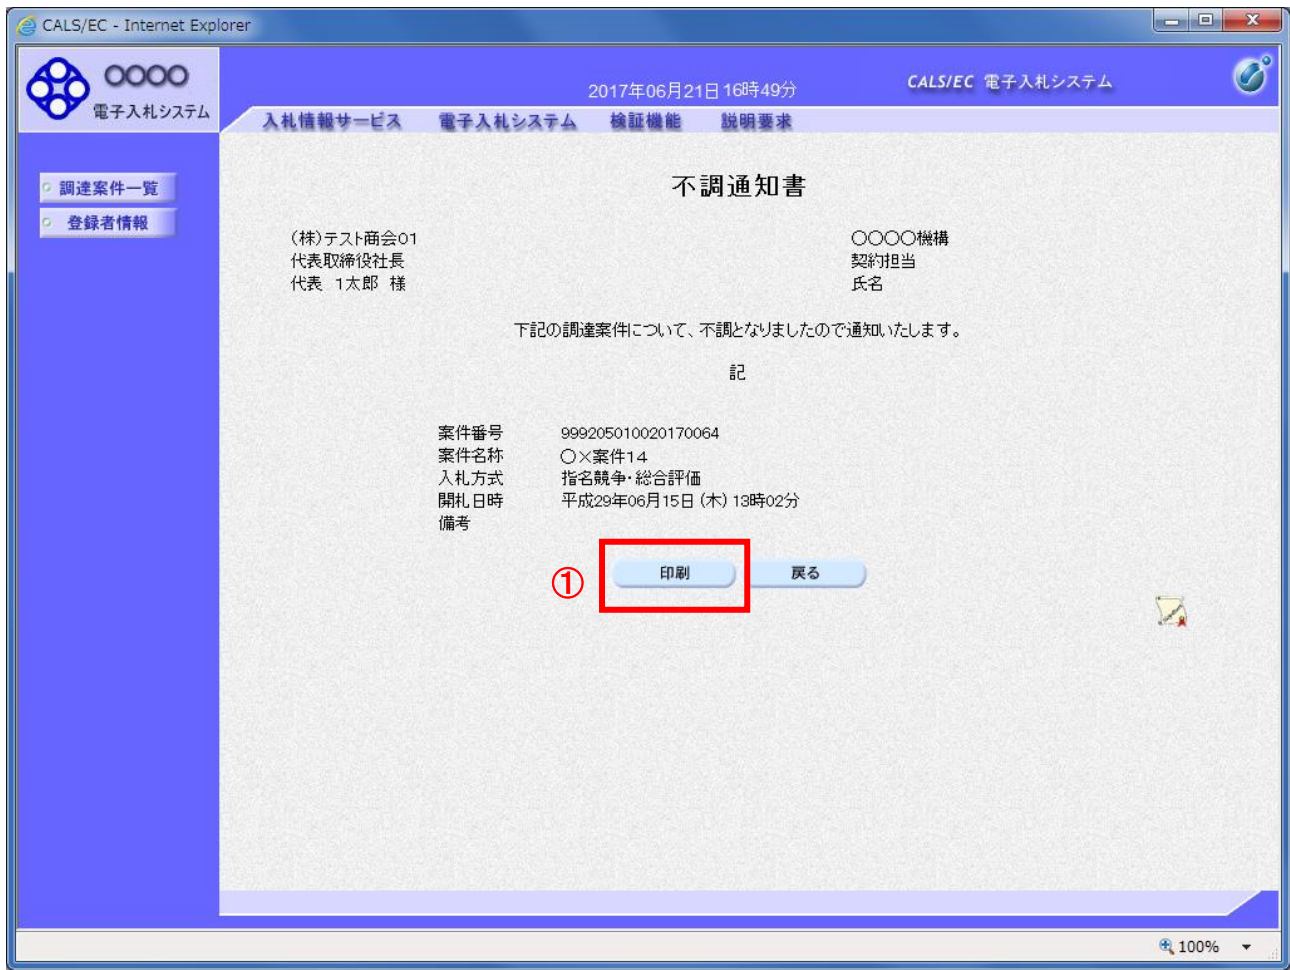 CALS/EC - Internet Explorer
○○○○
電子入札システム
2017年06月21日 16時49分
CALS/EC 電子入札システム
入札情報サービス 電子入札システム 検証機能 説明要求
調達案件一覧
登録者情報
不調通知書
(株)テスト商会01
代表取締役社長
代表 1太郎 様
○○○○機構
契約担当
氏名
下記の調達案件について、不調となりましたので通知いたします。
記
案件番号 999205010020170064
案件名称 ○×案件14
入札方式 指名競争・総合評価
開札日時 平成29年06月15日 (木) 13時02分
備考
① 印刷 戻る
100%